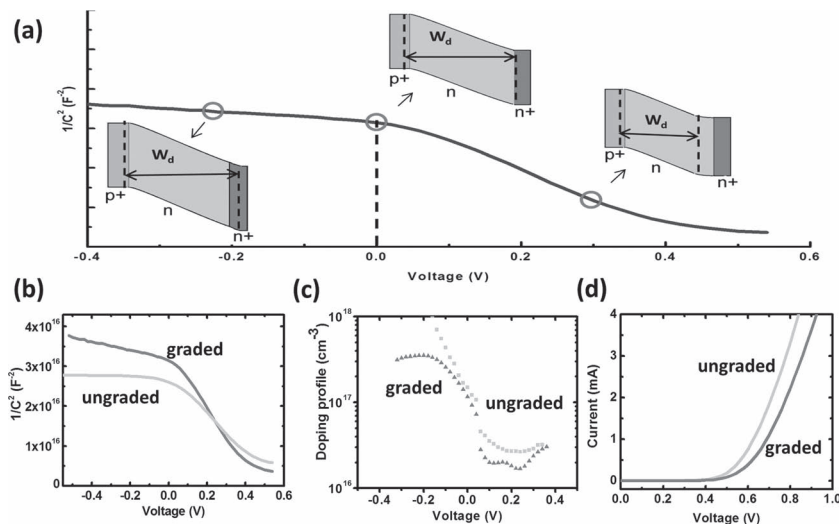 (a)
1/C² (F⁻²)
p+ W_d n n+
p+ W_d n n+
p+ W_d n n+
-0.4 -0.2 0.0 0.2 0.4 0.6
Voltage (V)
(b)
1/C² (F⁻²)
4x10¹⁶
3x10¹⁶
2x10¹⁶
1x10¹⁶
graded
ungraded
-0.4 -0.2 0.0 0.2 0.4 0.6
Voltage (V)
(c)
Doping profile (cm⁻³)
10¹⁸
10¹⁷
10¹⁷
10¹⁶
graded
ungraded
-0.4 -0.2 0.0 0.2 0.4
Voltage (V)
(d)
Current (mA)
4
3
2
1
0
ungraded
graded
0.0 0.2 0.4 0.6 0.8 1.0
Voltage (V)